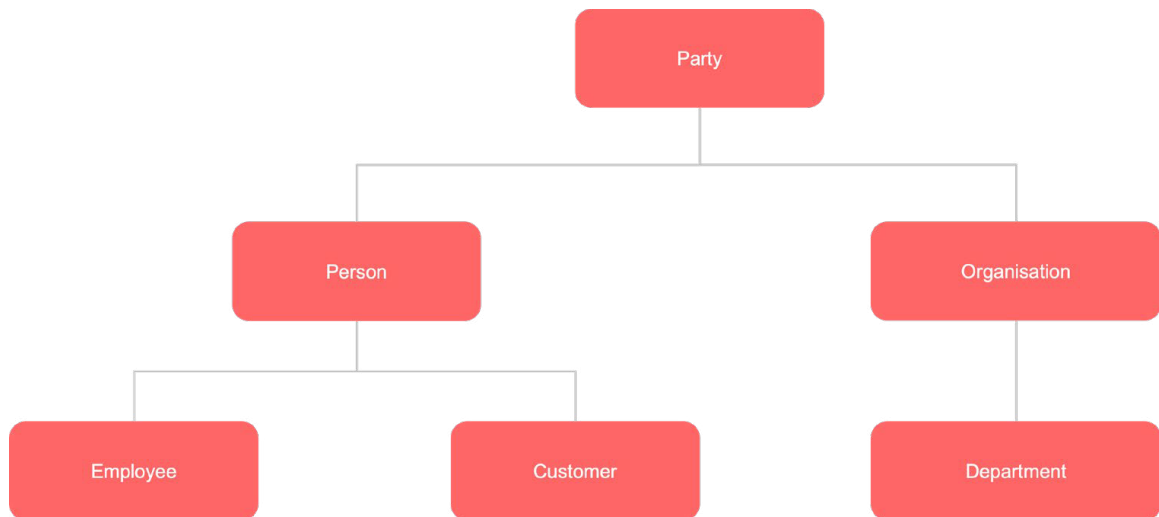 Party
Person
Organisation
Employee
Customer
Department